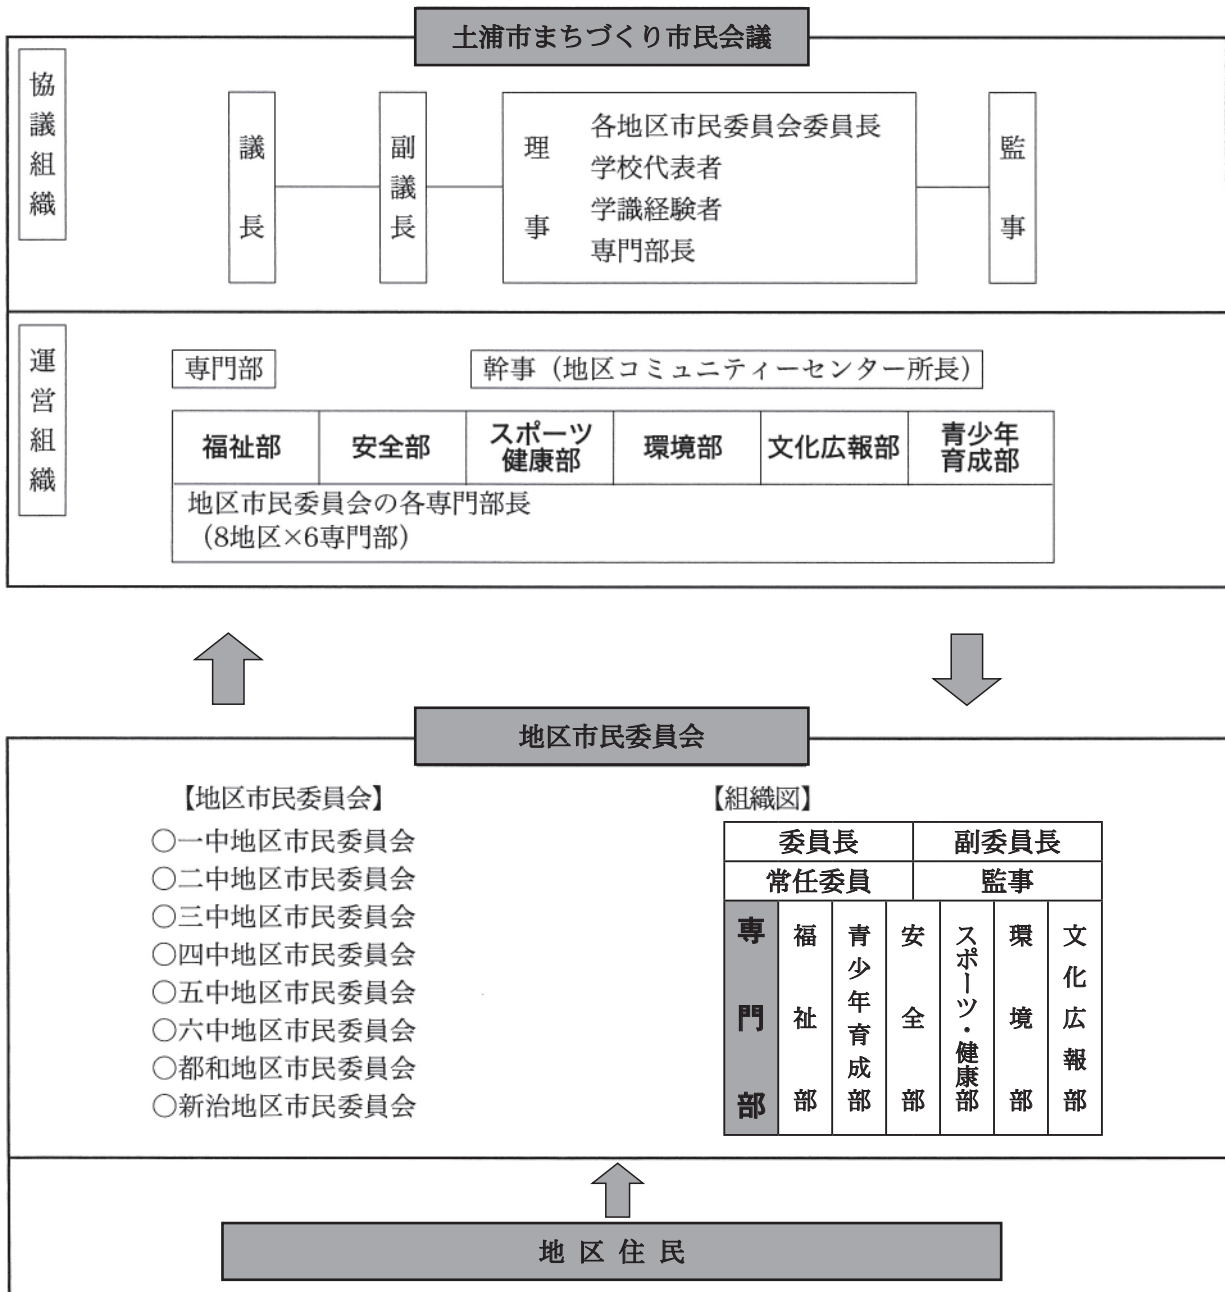 土浦市まちづくり市民会議
協議組織
議長
副議長
理事
各地区市民委員会委員長
学校代表者
学識経験者
専門部長
監事
運営組織
専門部
幹事（地区コミュニティーセンター所長）
福祉部
安全部
スポーツ
健康部
環境部
文化広報部
青少年
育成部
地区市民委員会の各専門部長
（8地区×6専門部）
地区市民委員会
【地区市民委員会】
○一中地区市民委員会
○二中地区市民委員会
○三中地区市民委員会
○四中地区市民委員会
○五中地区市民委員会
○六中地区市民委員会
○都和地区市民委員会
○新治地区市民委員会
【組織図】
委員長
副委員長
常任委員
監事
専門部
福祉部
青少年育成部
安全部
スポーツ・健康部
環境部
文化広報部
地区住民